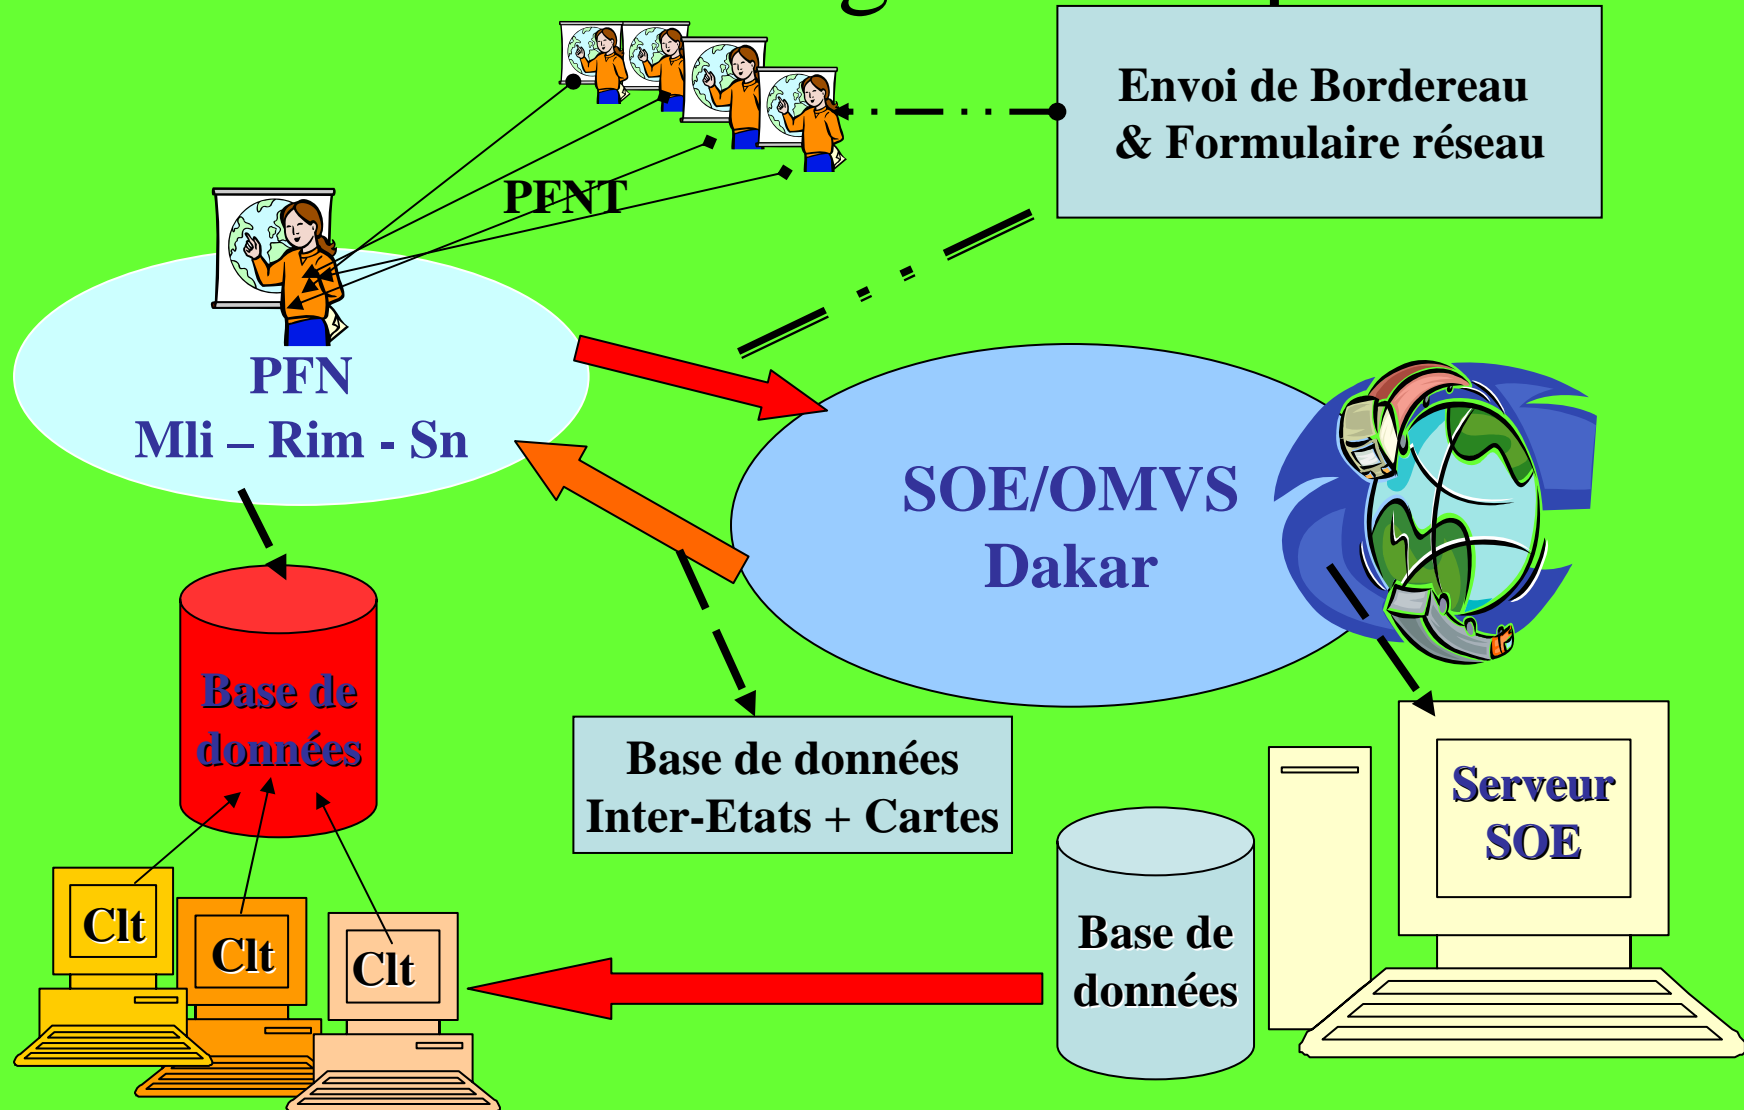 Envoi de Bordereau
& Formulaire réseau
PFNT
PFN
Mli – Rim - Sn
SOE/OMVS
Dakar
Base de
données
Base de données
Inter-Etats + Cartes
Serveur
SOE
Base de
données
Clt
Clt
Clt